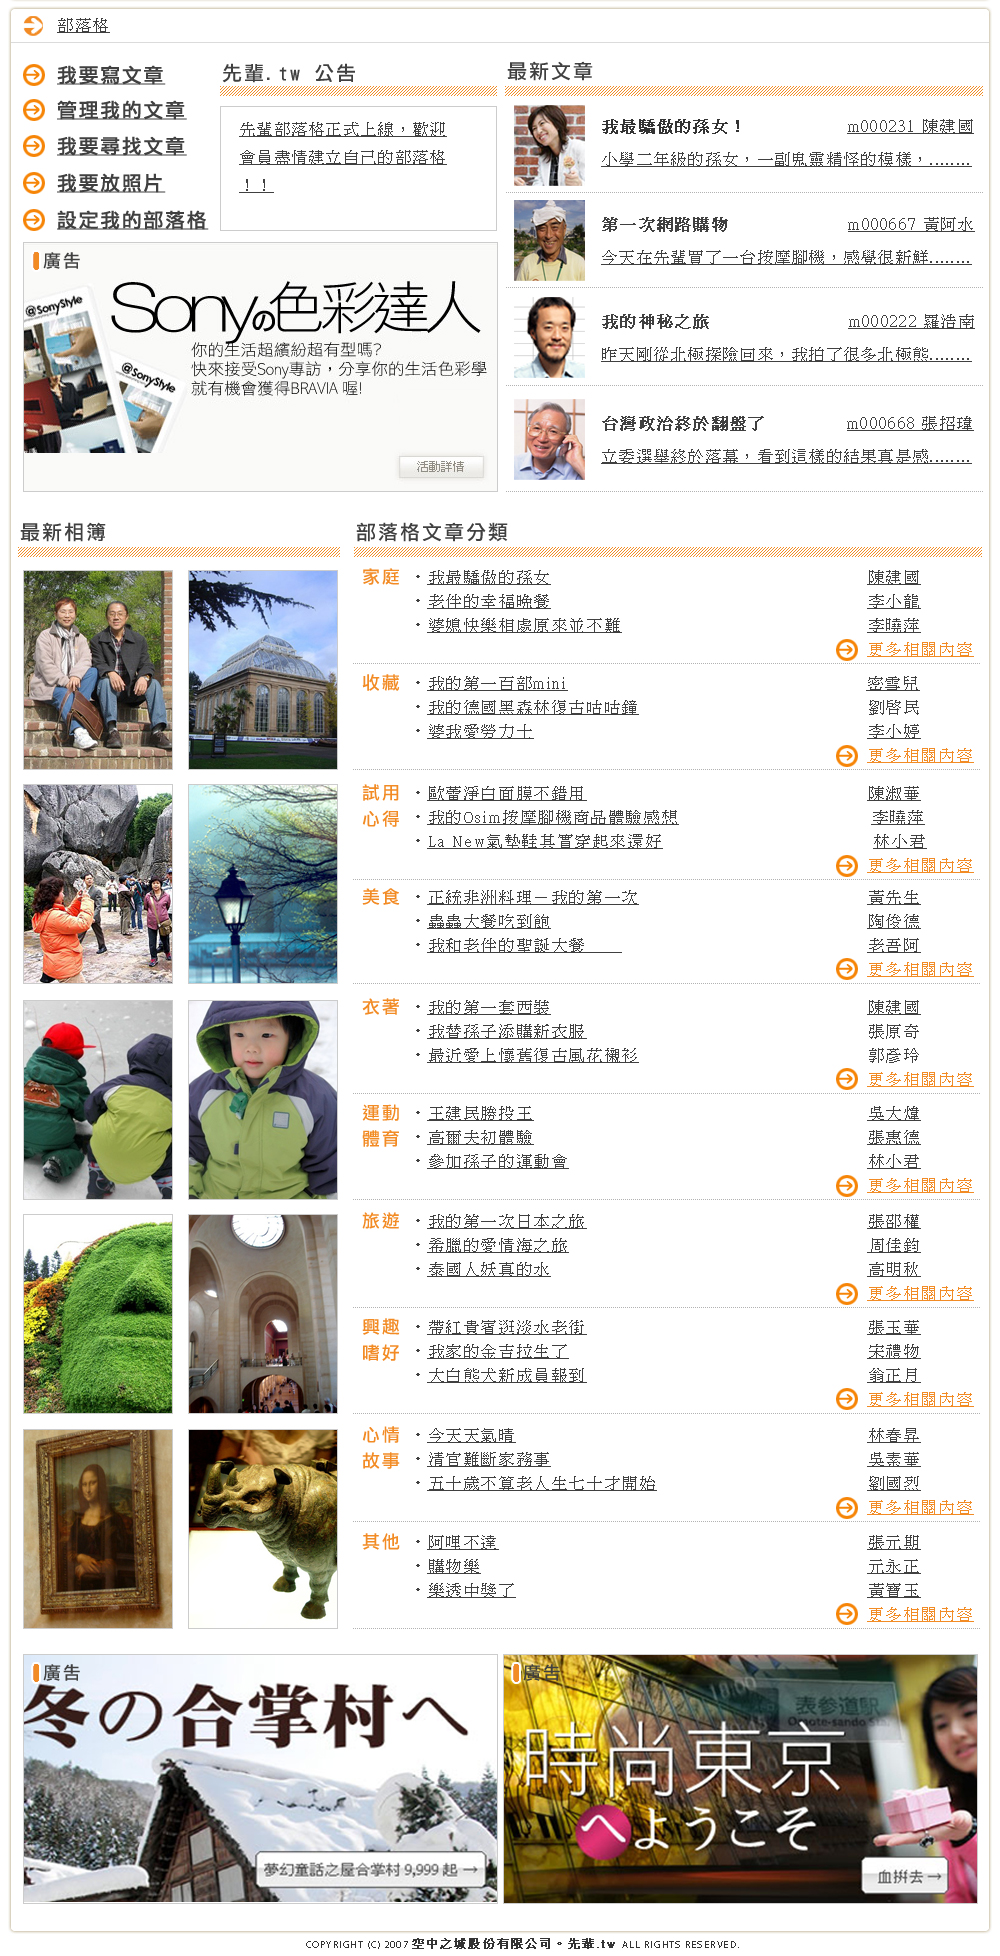 部落格
我要寫文章
管理我的文章
我要尋找文章
我要放照片
設定我的部落格
先輩.tw 公告
先輩部落格正式上線，歡迎
會員盡情建立自己的部落格
！！
最新文章
我最驕傲的孫女！ m000231 陳建國
小學二年級的孫女，一副鬼靈精怪的模樣，........
第一次網路購物 m000667 黃阿水
今天在先輩買了一台按摩腳機，感覺很新鮮........
我的神秘之旅 m000222 羅浩南
昨天剛從北極探險回來，我拍了很多北極熊........
台灣政治終於翻盤了 m000668 張招瑋
立委選舉終於落幕，看到這樣的結果真是感........
廣告
@SonyStyle
@SonyStyle
Sonyの色彩達人
你的生活超繽紛超有型嗎?
快來接受Sony專訪，分享你的生活色彩學
就有機會獲得BRAVIA 喔!
活動詳情
最新相簿
部落格文章分類
家庭
・我最驕傲的孫女 陳建國
・老伴的幸福晚餐 李小龍
・婆媳快樂相處原來並不難 李曉萍
更多相關內容
收藏
・我的第一百部mini 密雪兒
・我的德國黑森林復古咕咕鐘 劉啓民
・婆我愛勞力士 李小婷
更多相關內容
試用
心得
・歐蕾淨白面膜不錯用 陳淑華
・我的Osim按摩腳機商品體驗感想 李曉萍
・La New氣墊鞋其實穿起來還好 林小君
更多相關內容
美食
・正統非洲料理－我的第一次 黃先生
・蟲蟲大餐吃到飽 陶俊德
・我和老伴的聖誕大餐 老吾阿
更多相關內容
衣著
・我的第一套西裝 陳建國
・我替孫子添購新衣服 張原奇
・最近愛上懷舊復古風花襯衫 郭彥玲
更多相關內容
運動
體育
・王建民勝投王 吳大煒
・高爾夫初體驗 張惠德
・參加孫子的運動會 林小君
更多相關內容
旅遊
・我的第一次日本之旅 張邵權
・希臘的愛情海之旅 周佳鈞
・泰國人妖真的水 高明秋
更多相關內容
興趣
嗜好
・帶紅貴賓逛淡水老街 張玉華
・我家的金吉拉生了 宋禮物
・大白熊犬新成員報到 翁正月
更多相關內容
心情
故事
・今天天氣晴 林春昇
・清官難斷家務事 吳素華
・五十歲不算老人生七十才開始 劉國烈
更多相關內容
其他
・阿哩不達 張元期
・購物樂 元永正
・樂透中獎了 黃寶玉
更多相關內容
廣告
冬の合掌村へ
夢幻童話之屋合掌村 9,999 起 →
廣告
表参道駅
時尚東京
へようこそ
血拚去 →
COPYRIGHT (C) 2007 空中之城股份有限公司。先輩.tw ALL RIGHTS RESERVED.